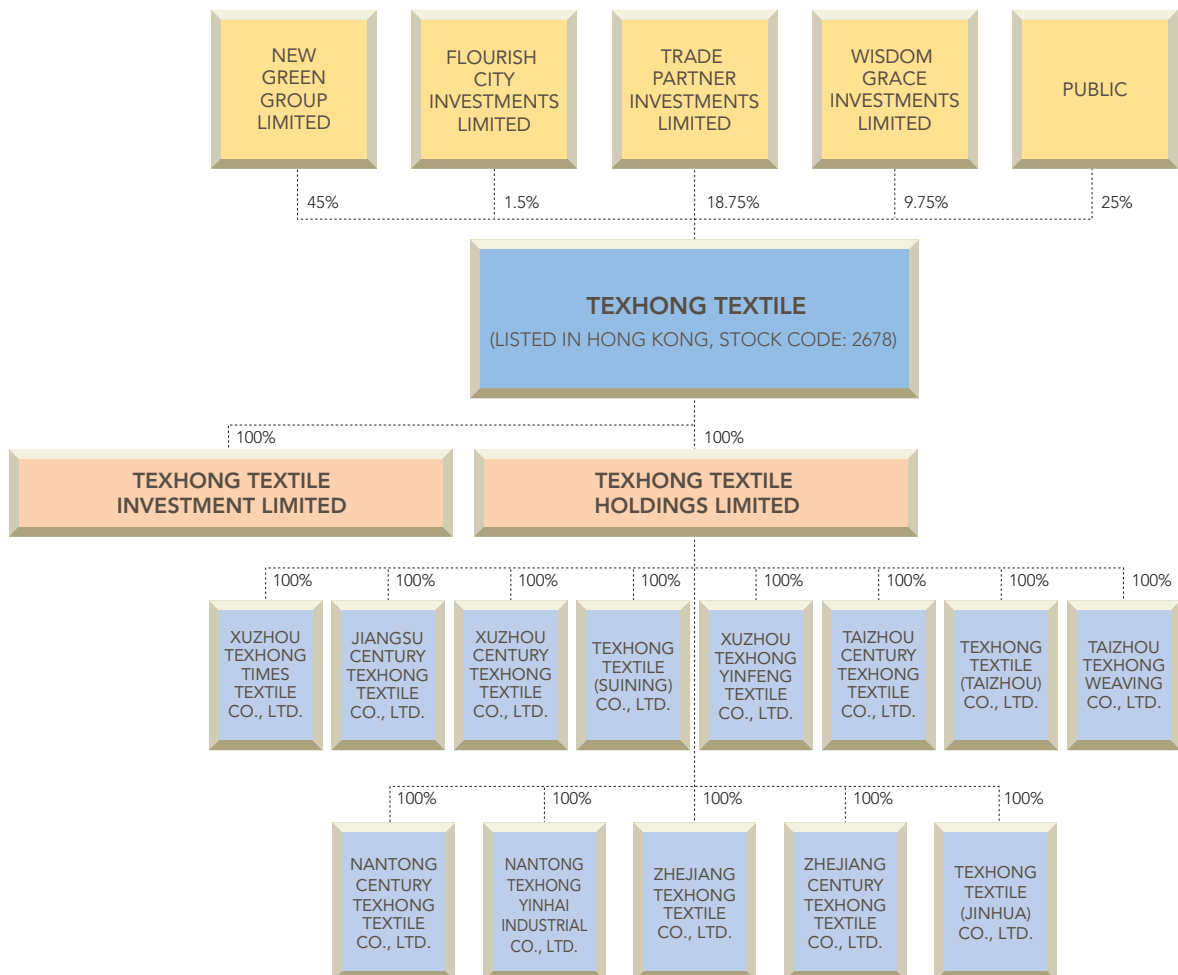 NEW
GREEN
GROUP
LIMITED
FLOURISH
CITY
INVESTMENTS
LIMITED
TRADE
PARTNER
INVESTMENTS
LIMITED
WISDOM
GRACE
INVESTMENTS
LIMITED
PUBLIC
45%
1.5%
18.75%
9.75%
25%
TEXHONG TEXTILE
(LISTED IN HONG KONG, STOCK CODE: 2678)
100%
100%
TEXHONG TEXTILE
INVESTMENT LIMITED
TEXHONG TEXTILE
HOLDINGS LIMITED
100%
100%
100%
100%
100%
100%
100%
100%
XUZHOU
TEXHONG
TIMES
TEXTILE
CO., LTD.
JIANGSU
CENTURY
TEXHONG
TEXTILE
CO., LTD.
XUZHOU
CENTURY
TEXHONG
TEXTILE
CO., LTD.
TEXHONG
TEXTILE
(SUINING)
CO., LTD.
XUZHOU
TEXHONG
YINFENG
TEXTILE
CO., LTD.
TAIZHOU
CENTURY
TEXHONG
TEXTILE
CO., LTD.
TEXHONG
TEXTILE
(TAIZHOU)
CO., LTD.
TAIZHOU
TEXHONG
WEAVING
CO., LTD.
100%
100%
100%
100%
100%
NANTONG
CENTURY
TEXHONG
TEXTILE
CO., LTD.
NANTONG
TEXHONG
YINHAI
INDUSTRIAL
CO., LTD.
ZHEJIANG
TEXHONG
TEXTILE
CO., LTD.
ZHEJIANG
CENTURY
TEXHONG
TEXTILE
CO., LTD.
TEXHONG
TEXTILE
(JINHUA)
CO., LTD.